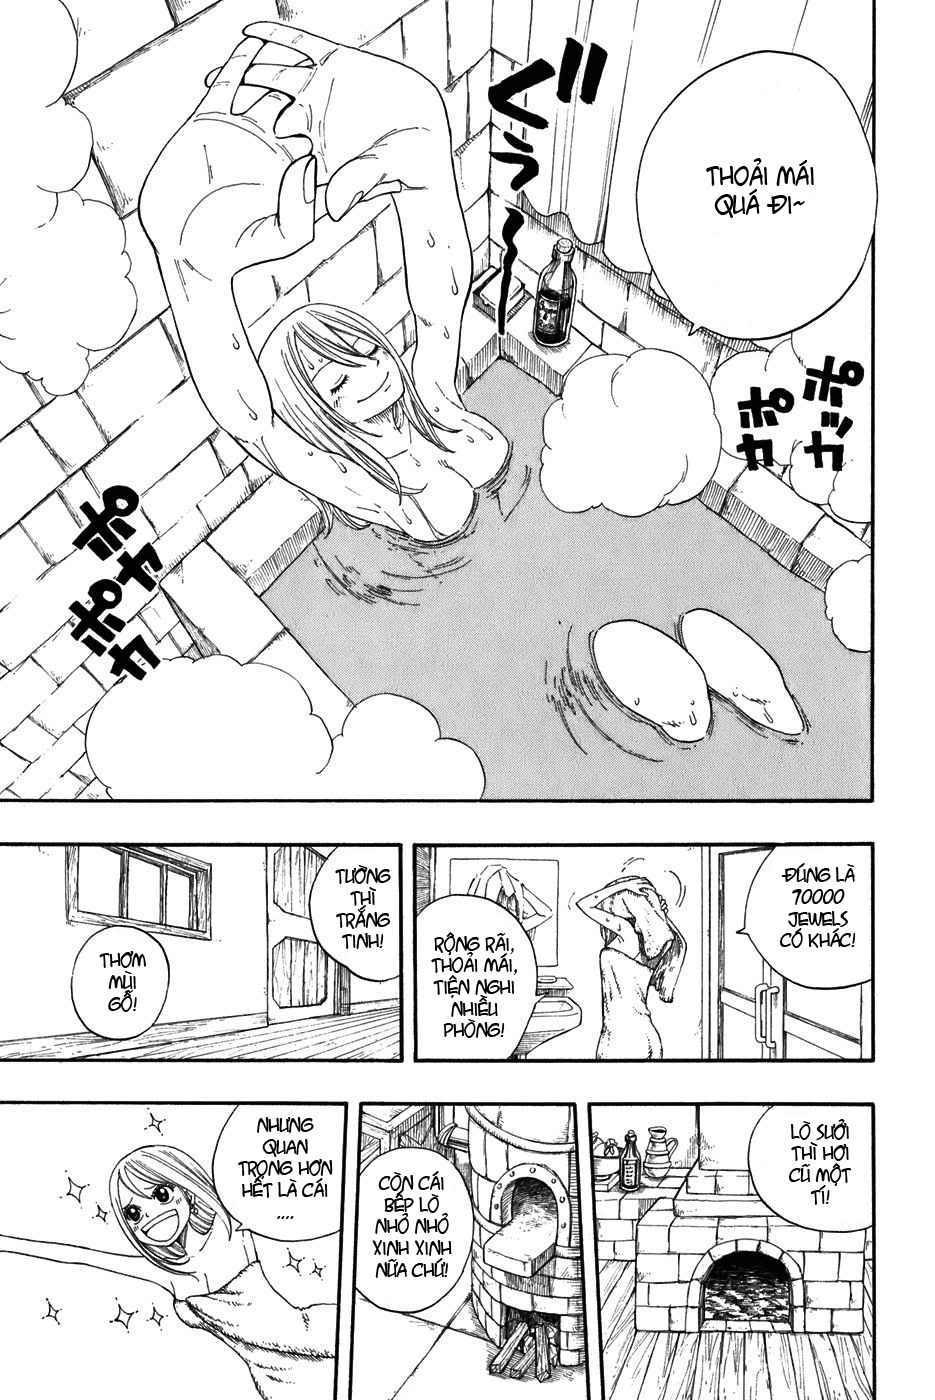 THOẢI MÁI
QUÁ ĐI~
ぐぅ〜
ポッ
カポカ
ポカ
ポカ
ĐÚNG LÀ
70000
JEWELS
CÓ KHÁC!
RỘNG RÃI,
THOẢI MÁI,
TIỆN NGHI
NHIỀU
PHÒNG!
TƯỜNG
THÌ
TRẮNG
TINH!
THƠM
MÙI
GỖ!
LÒ SƯỞI
THÌ HƠI
CŨ MỘT
TÍ!
CÒN CÁI
BẾP LÒ
NHỎ NHỎ
XINH XINH
NỮA CHỨ!
NHƯNG
QUAN
TRỌNG HƠN
HẾT LÀ CÁI
....